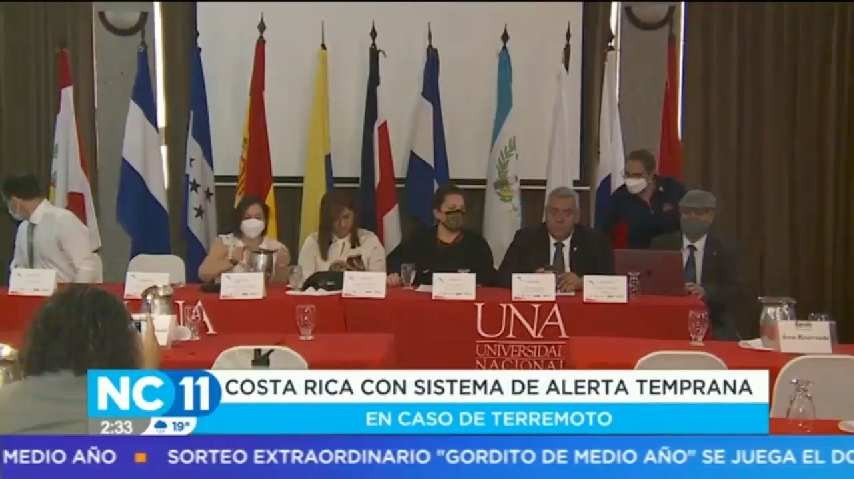 NA
UNA
UNIVERSIDAD
NACIONAL
NC 11
COSTA RICA CON SISTEMA DE ALERTA TEMPRANA
2:33 19°
EN CASO DE TERREMOTO
MEDIO AÑO ■ SORTEO EXTRAORDINARIO "GORDITO DE MEDIO AÑO" SE JUEGA EL DO